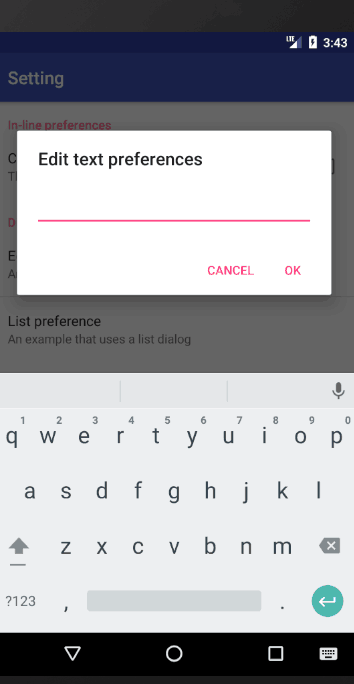 LTE 3:43
Setting
In-line preferences
Edit text preferences
CANCEL OK
List preference
An example that uses a list dialog
1 2 3 4 5 6 7 8 9 0
q w e r t y u i o p
a s d f g h j k l
z x c v b n m
?123 , .